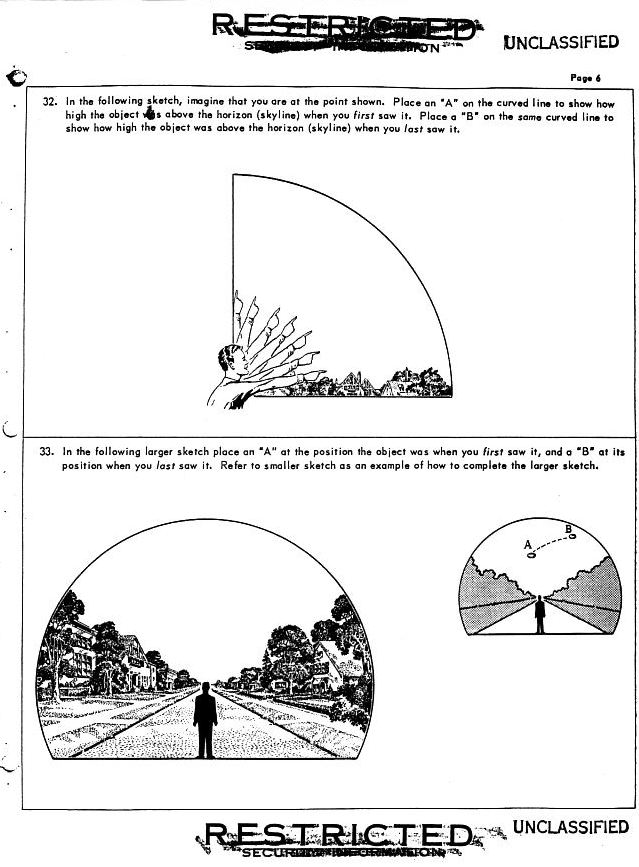 RESTRICTED
SECURITY INFORMATION
UNCLASSIFIED
Page 6
32. In the following sketch, imagine that you are at the point shown. Place an "A" on the curved line to show how
high the object was above the horizon (skyline) when you first saw it. Place a "B" on the same curved line to
show how high the object was above the horizon (skyline) when you last saw it.
33. In the following larger sketch place an "A" at the position the object was when you first saw it, and a "B" at its
position when you last saw it. Refer to smaller sketch as an example of how to complete the larger sketch.
A
B
RESTRICTED
SECURITY INFORMATION
UNCLASSIFIED